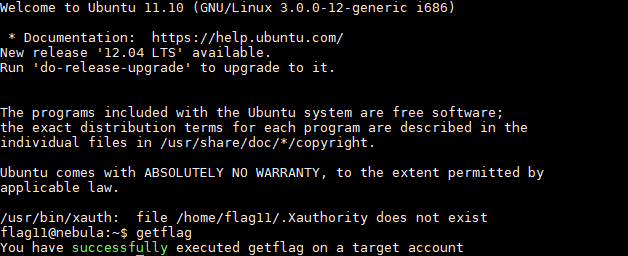 Welcome to Ubuntu 11.10 (GNU/Linux 3.0.0-12-generic i686)
* Documentation:  https://help.ubuntu.com/
New release '12.04 LTS' available.
Run 'do-release-upgrade' to upgrade to it.
The programs included with the Ubuntu system are free software;
the exact distribution terms for each program are described in the
individual files in /usr/share/doc/*/copyright.
Ubuntu comes with ABSOLUTELY NO WARRANTY, to the extent permitted by
applicable law.
/usr/bin/xauth:  file /home/flag11/.Xauthority does not exist
flag11@nebula:~$ getflag
You have successfully executed getflag on a target account